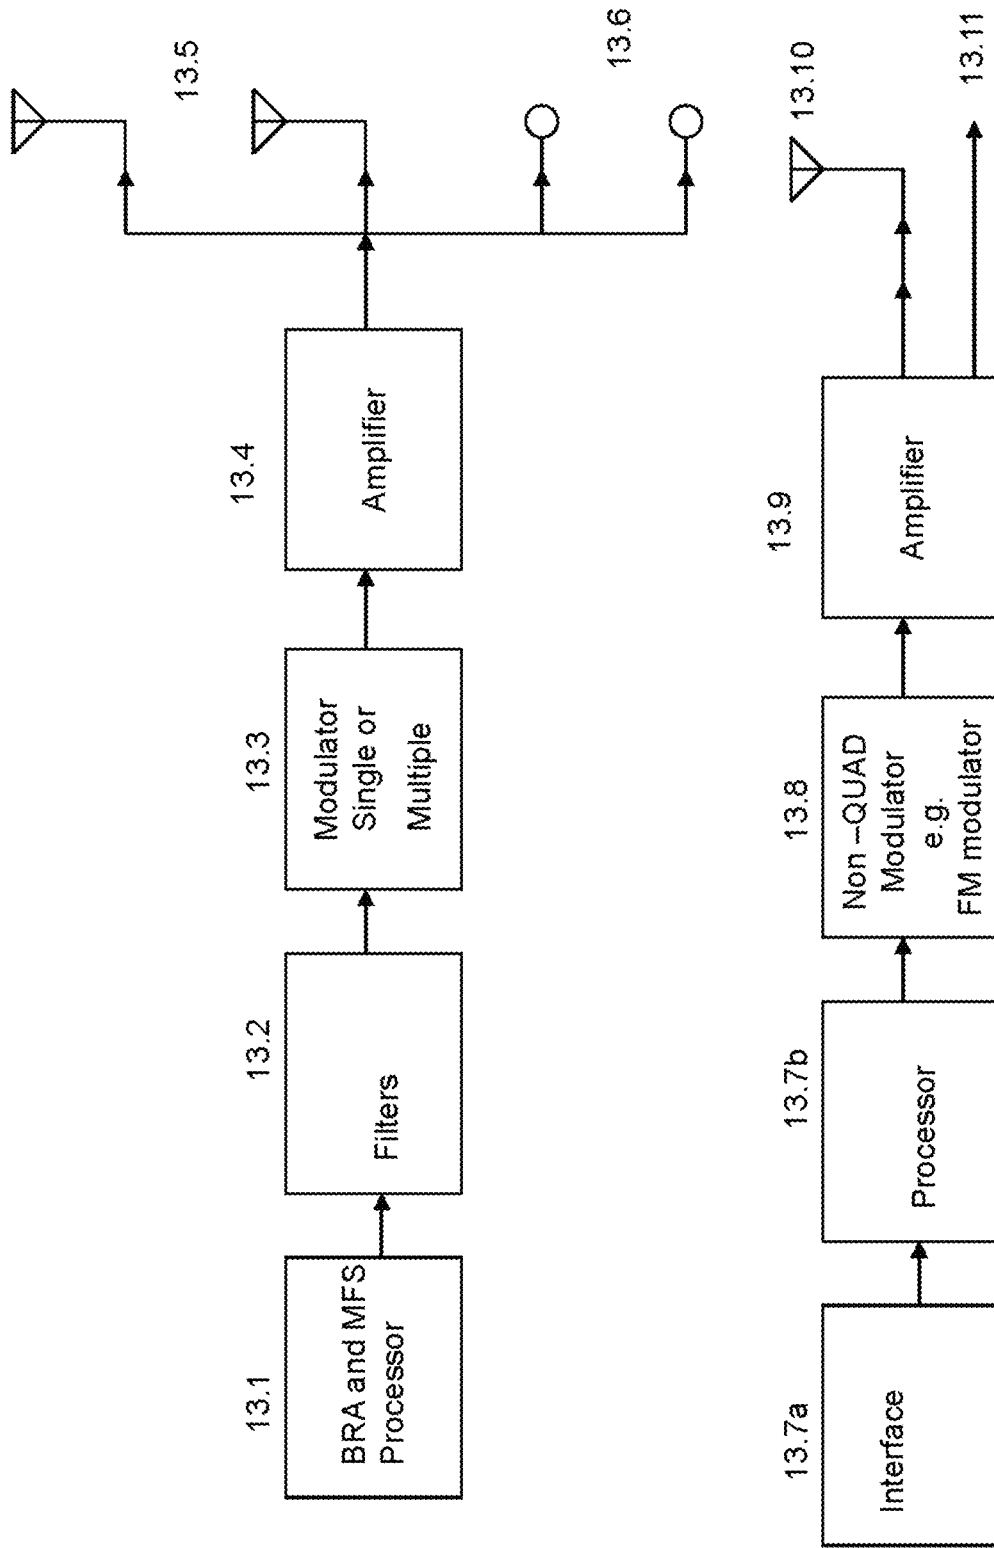 13.1
BRA and MFS
Processor
13.2
Filters
13.3
Modulator
Single or
Multiple
13.4
Amplifier
13.5
13.6
13.7a
Interface
13.7b
Processor
13.8
Non –QUAD
Modulator
e.g.
FM modulator
13.9
Amplifier
13.10
13.11